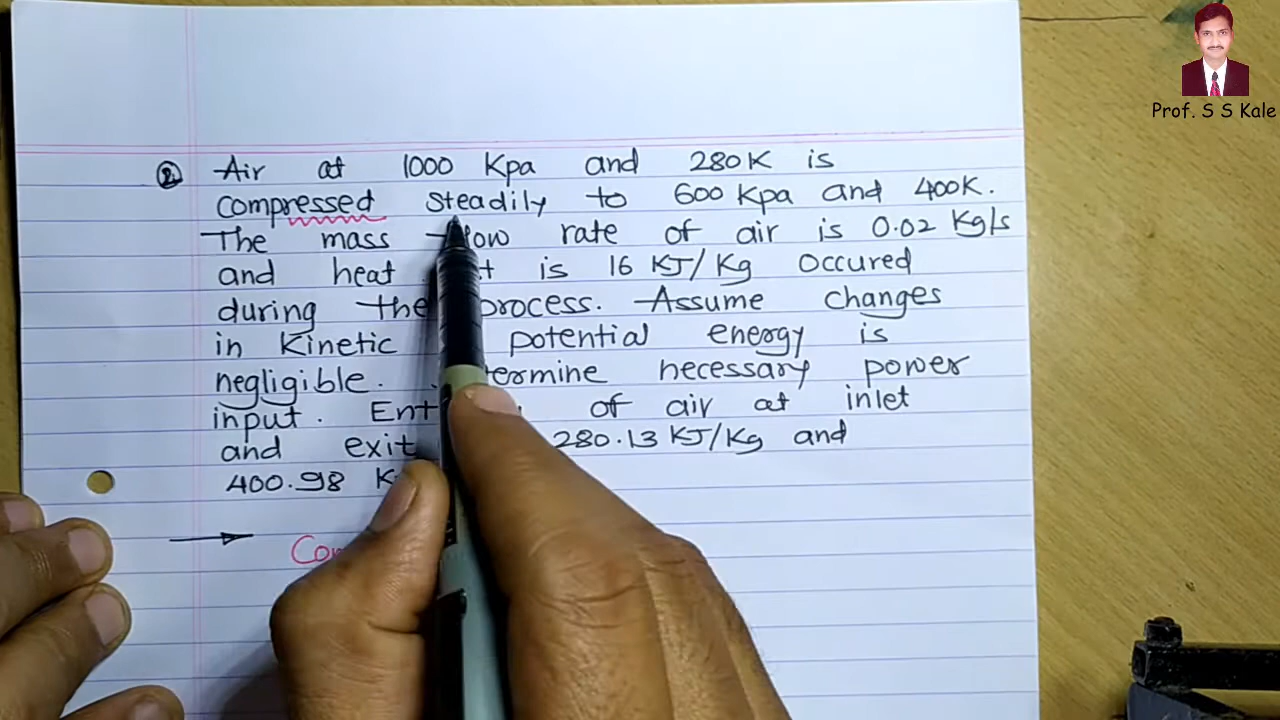 Prof. S S Kale
② Air at 1000 Kpa and 280K is
compressed steadily to 600 Kpa and 400K.
The mass flow rate of air is 0.02 Kg/s
and heat is 16 KJ/Kg Occured
during the process. Assume changes
in Kinetic potential energy is
negligible. necessary power
input. of air at inlet
and exit 280.13 KJ/Kg and
400.98